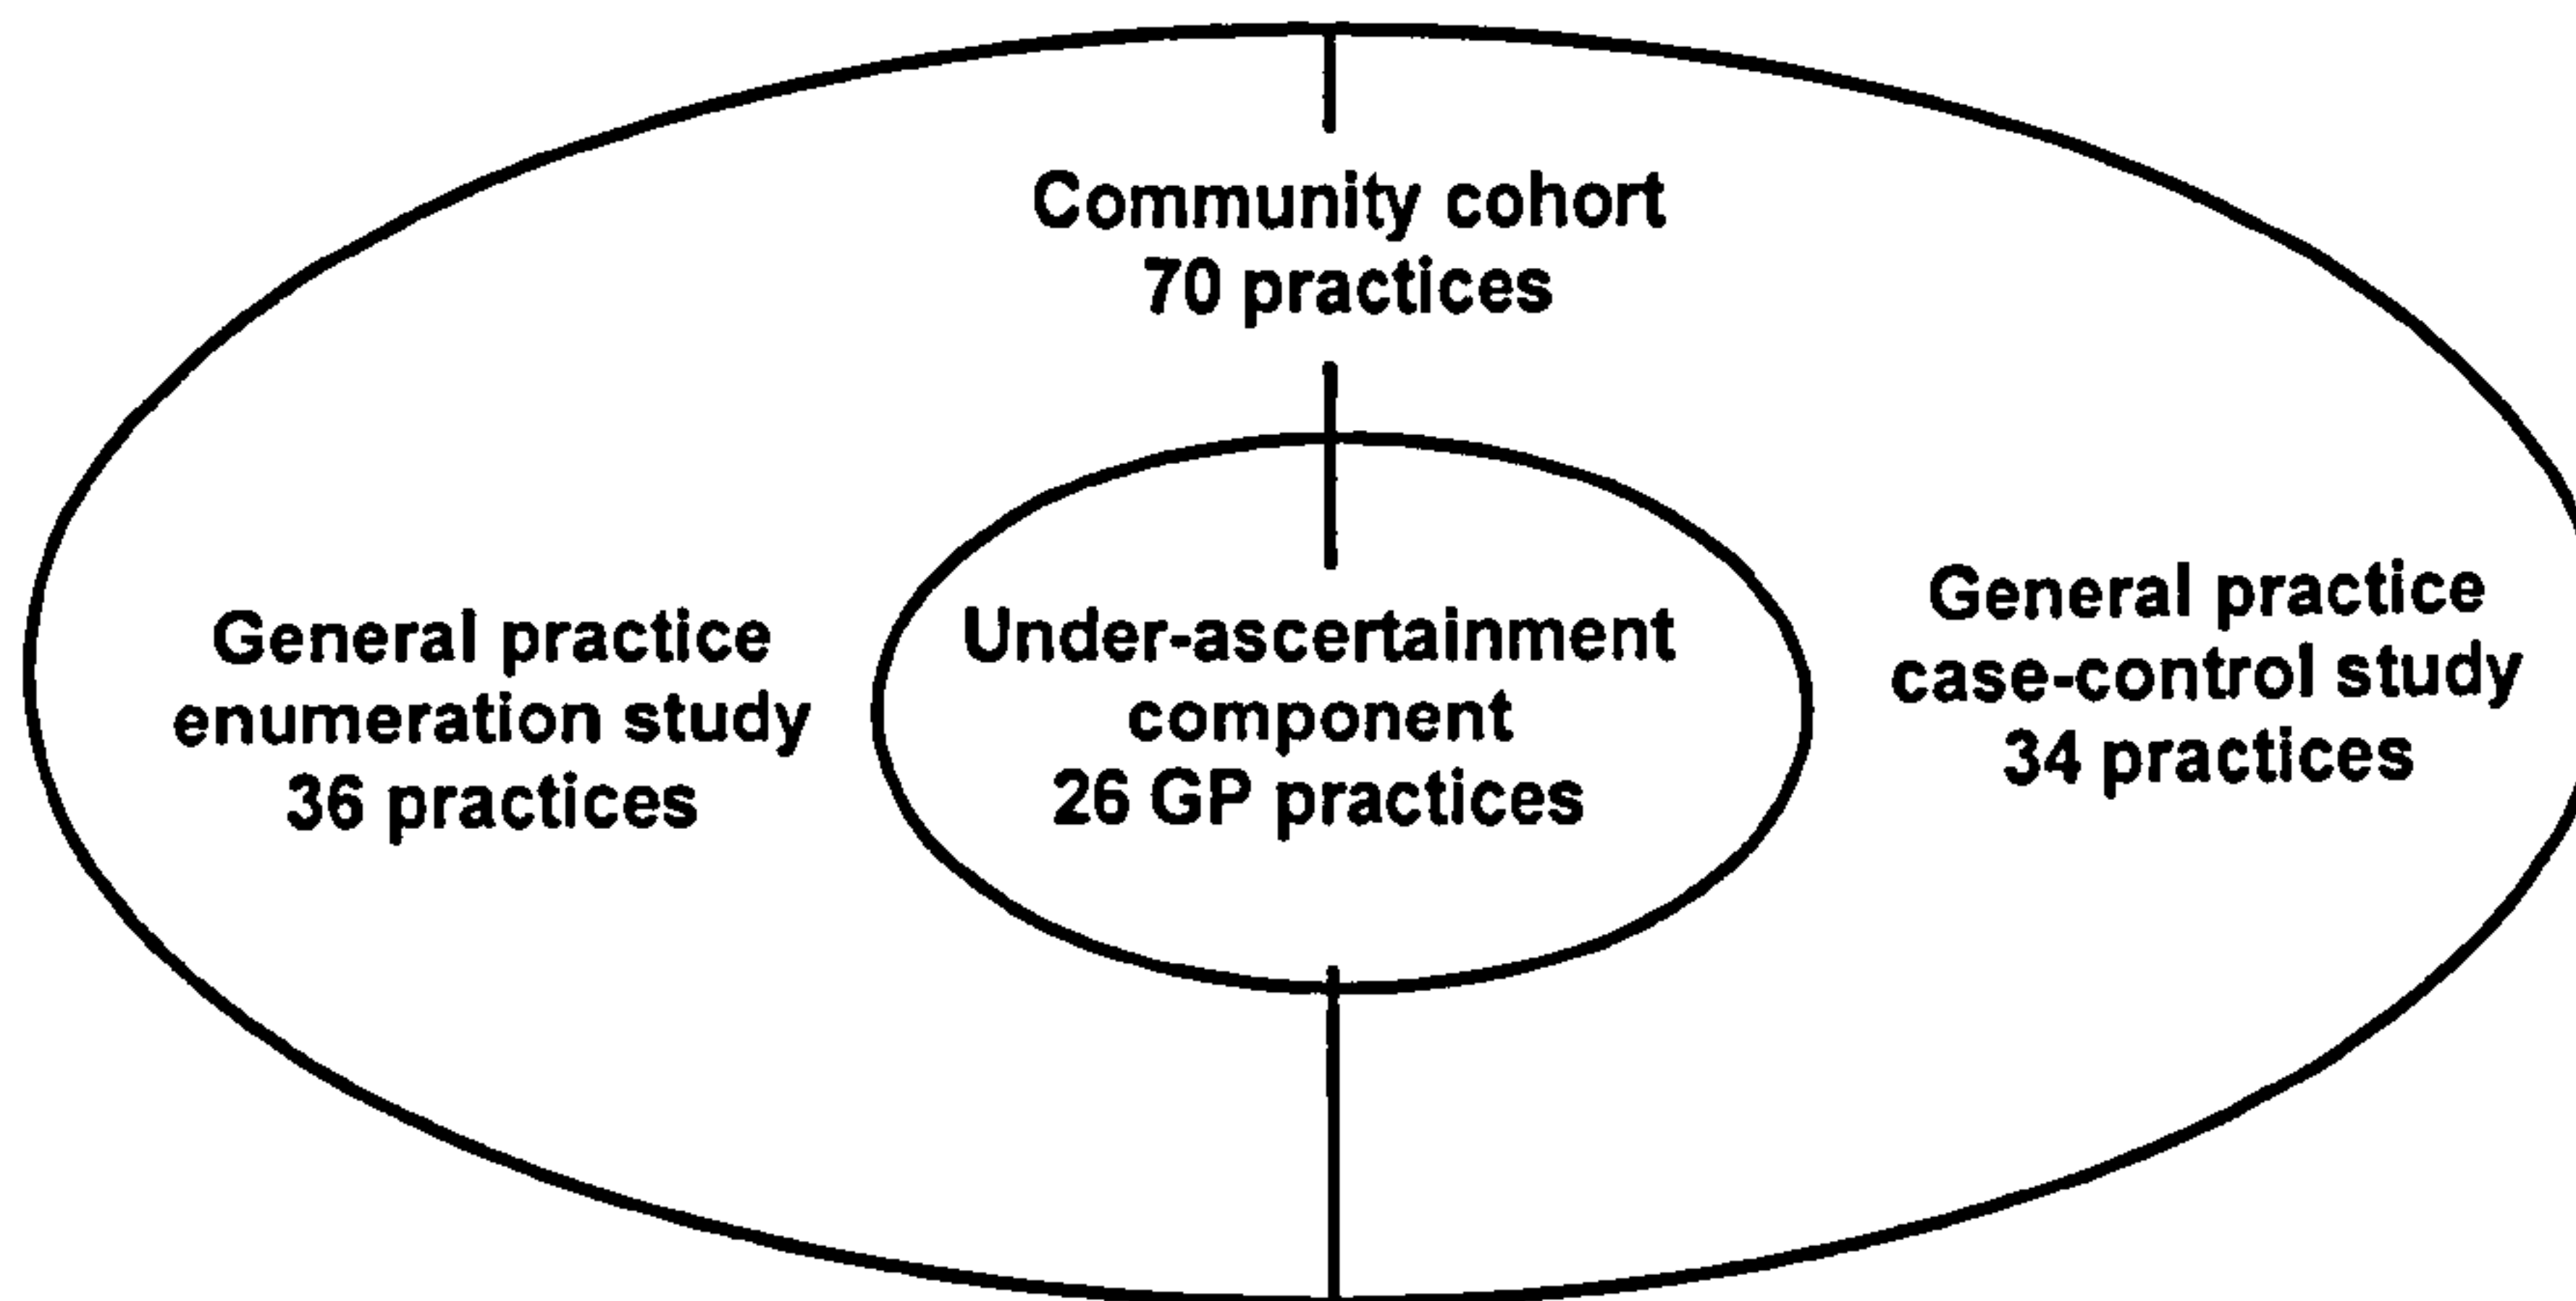 Community cohort
70 practices
General practice
enumeration study
36 practices
Under-ascertainment
component
26 GP practices
General practice
case-control study
34 practices